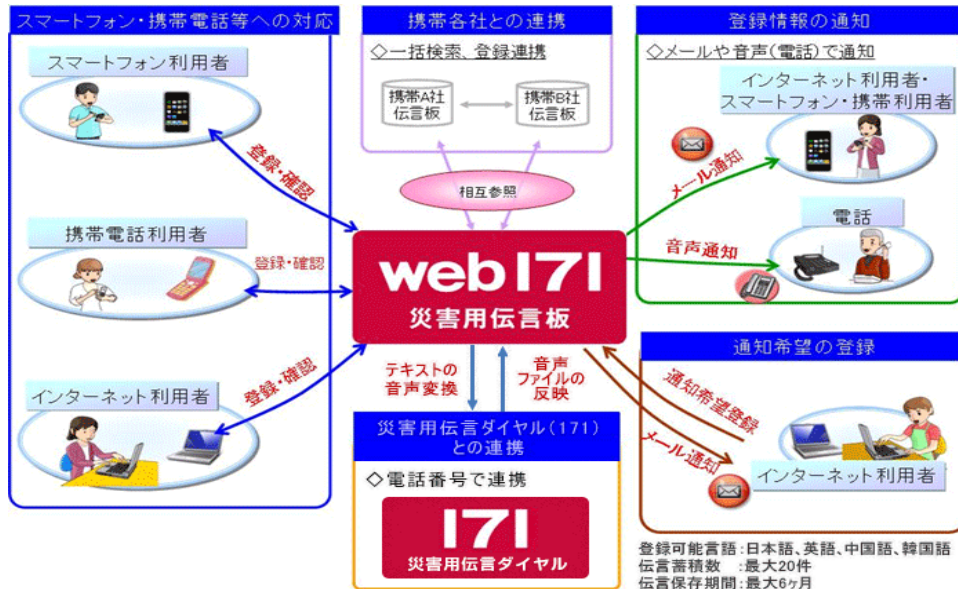 スマートフォン・携帯電話等への対応
スマートフォン利用者
登録・確認
携帯電話利用者
登録・確認
インターネット利用者
登録・確認
携帯各社との連携
◇一括検索、登録連携
携帯A社
伝言板
携帯B社
伝言板
相互参照
web171
災害用伝言板
テキストの
音声変換
音声
ファイルの
反映
災害用伝言ダイヤル(171)
との連携
◇電話番号で連携
171
災害用伝言ダイヤル
登録情報の通知
◇メールや音声(電話)で通知
インターネット利用者・
スマートフォン・携帯利用者
メール通知
電話
音声通知
通知希望の登録
通知希望登録
メール通知
インターネット利用者
登録可能言語:日本語、英語、中国語、韓国語
伝言蓄積数 :最大20件
伝言保存期間:最大6ヶ月